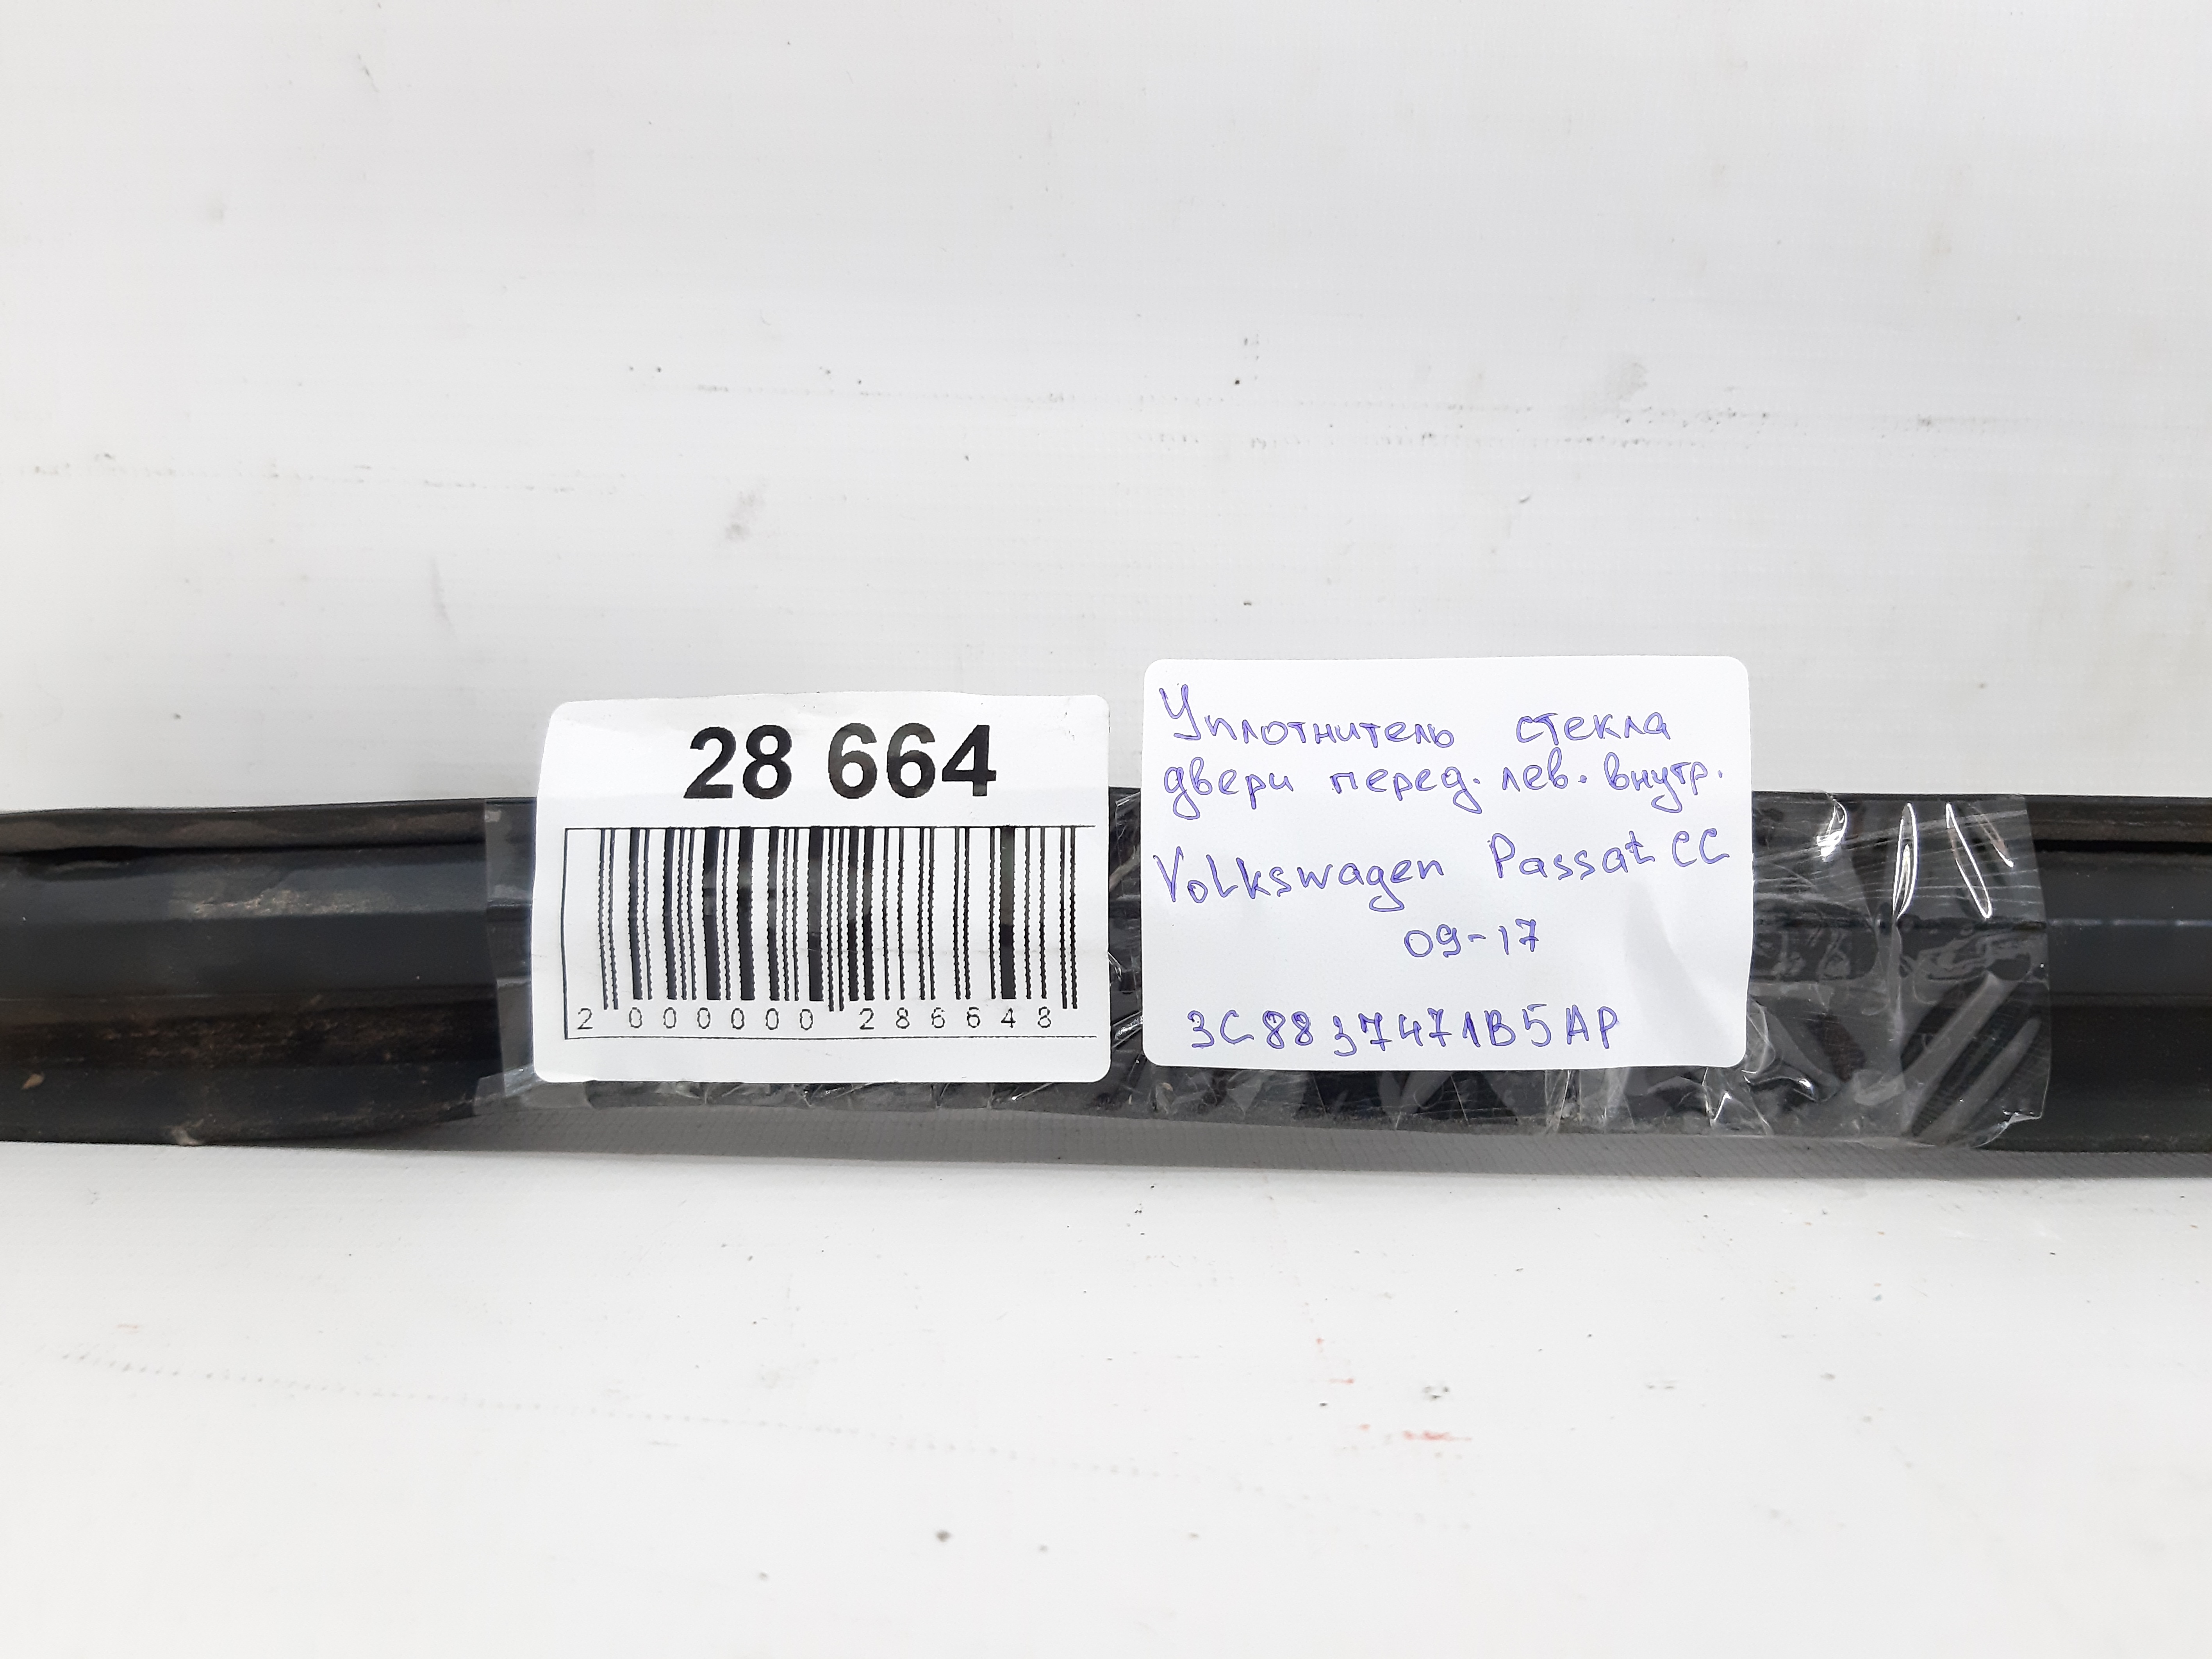 28 664
2 000000 286648
Уплотнитель стекла
двери перед. лев. внутр.
Volkswagen Passat CC
09-17
3C8837471B5AP